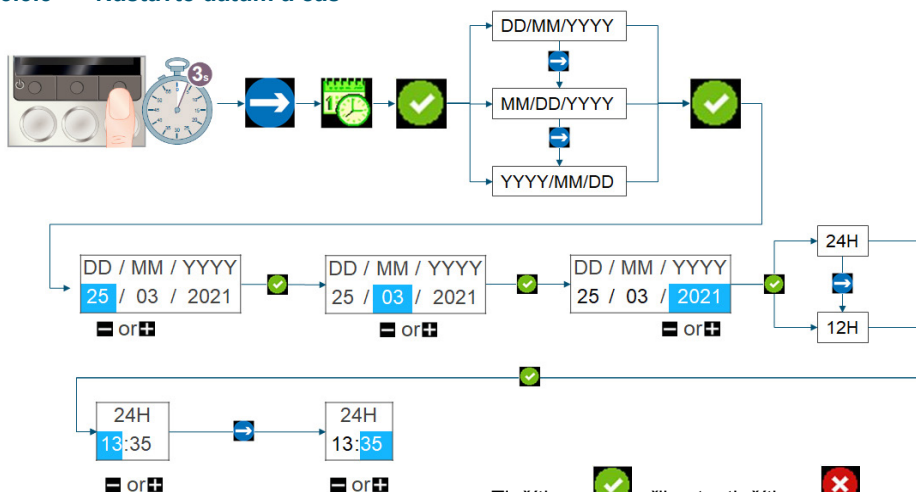 Nastavte dátum a čas
3s
DD/MM/YYYY
MM/DD/YYYY
YYYY/MM/DD
DD / MM / YYYY
25 / 03 / 2021
or
DD / MM / YYYY
25 / 03 / 2021
or
DD / MM / YYYY
25 / 03 / 2021
or
24H
12H
24H
13:35
or
24H
13:35
or